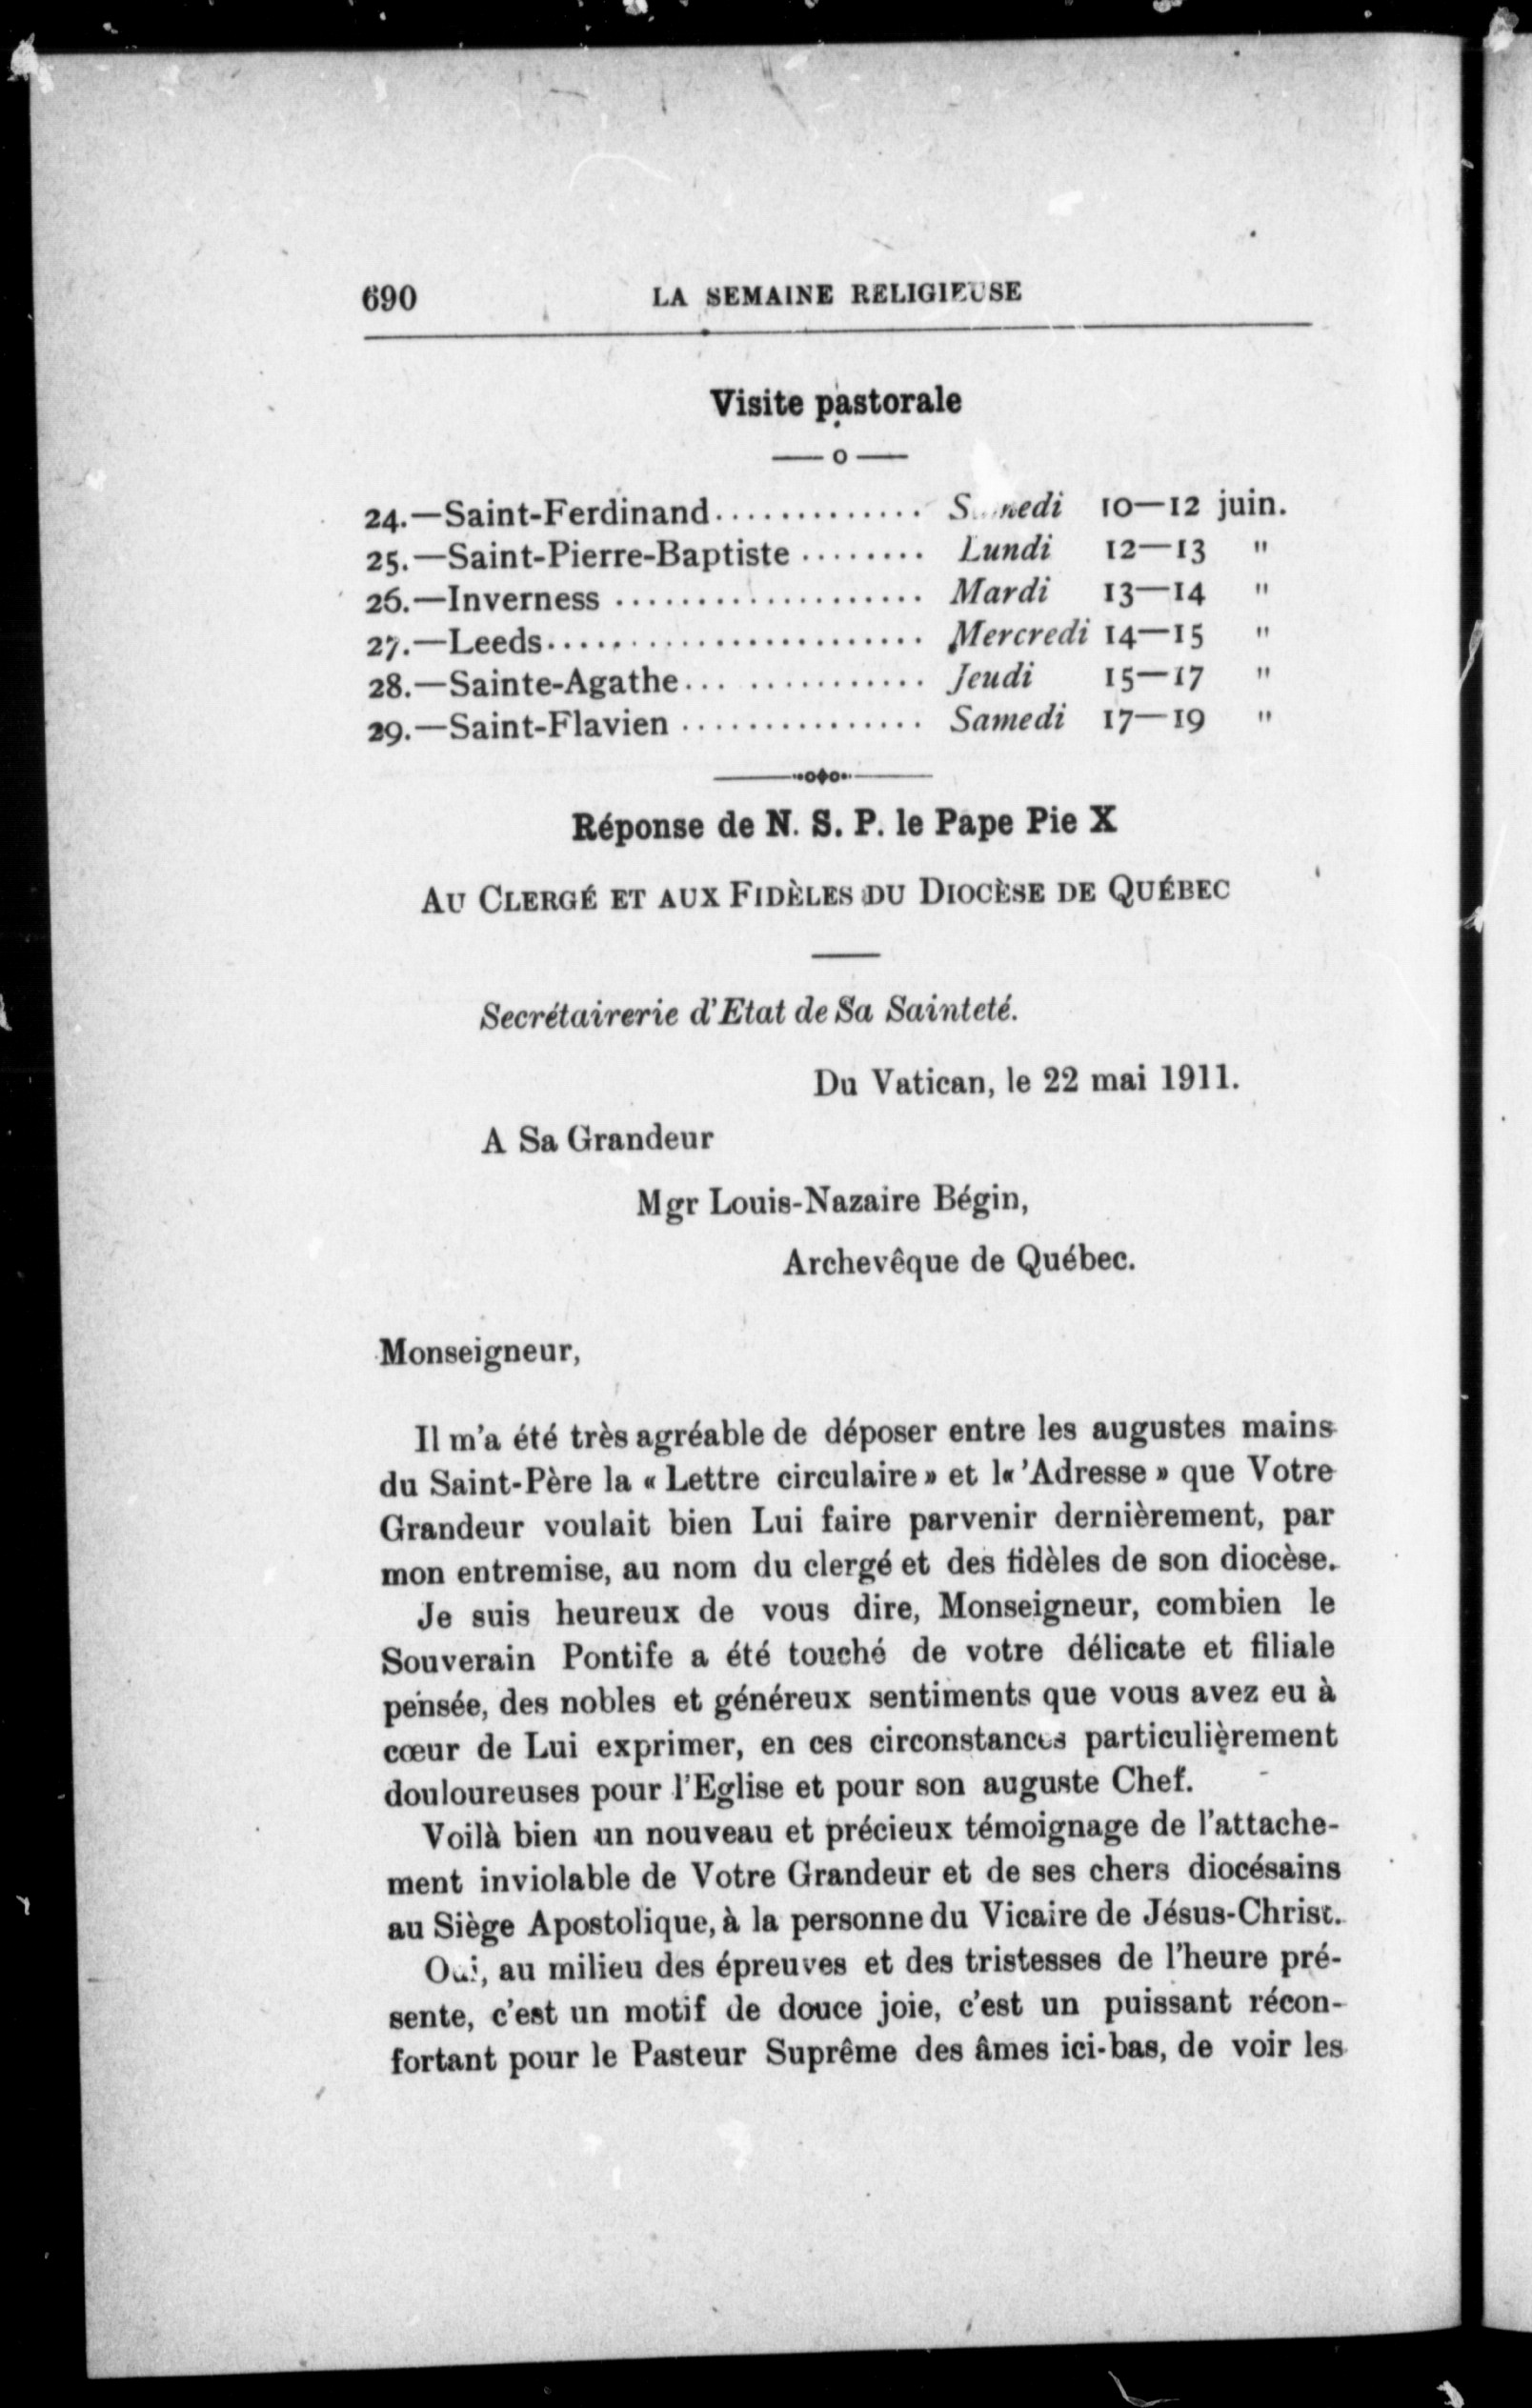 690 LA SEMAINE RELIGIEUSE
Visite pastorale
— o —
24.—Saint-Ferdinand............. Samedi 10—12 juin.
25.—Saint-Pierre-Baptiste ........ Lundi 12—13 "
26.—Inverness ................... Mardi 13—14 "
27.—Leeds....................... Mercredi 14—15 "
28.—Sainte-Agathe............... Jeudi 15—17 "
29.—Saint-Flavien ............... Samedi 17—19 "
Réponse de N. S. P. le Pape Pie X
AU CLERGÉ ET AUX FIDÈLES DU DIOCÈSE DE QUÉBEC
Secrétairerie d'Etat de Sa Sainteté.
Du Vatican, le 22 mai 1911.
A Sa Grandeur
Mgr Louis-Nazaire Bégin,
Archevêque de Québec.
Monseigneur,
Il m'a été très agréable de déposer entre les augustes mains
du Saint-Père la « Lettre circulaire » et l« 'Adresse » que Votre
Grandeur voulait bien Lui faire parvenir dernièrement, par
mon entremise, au nom du clergé et des fidèles de son diocèse.
Je suis heureux de vous dire, Monseigneur, combien le
Souverain Pontife a été touché de votre délicate et filiale
pensée, des nobles et généreux sentiments que vous avez eu à
cœur de Lui exprimer, en ces circonstances particulièrement
douloureuses pour l'Eglise et pour son auguste Chef.
Voilà bien un nouveau et précieux témoignage de l'attache-
ment inviolable de Votre Grandeur et de ses chers diocésains
au Siège Apostolique, à la personne du Vicaire de Jésus-Christ.
Oui, au milieu des épreuves et des tristesses de l'heure pré-
sente, c'est un motif de douce joie, c'est un puissant récon-
fortant pour le Pasteur Suprême des âmes ici-bas, de voir les